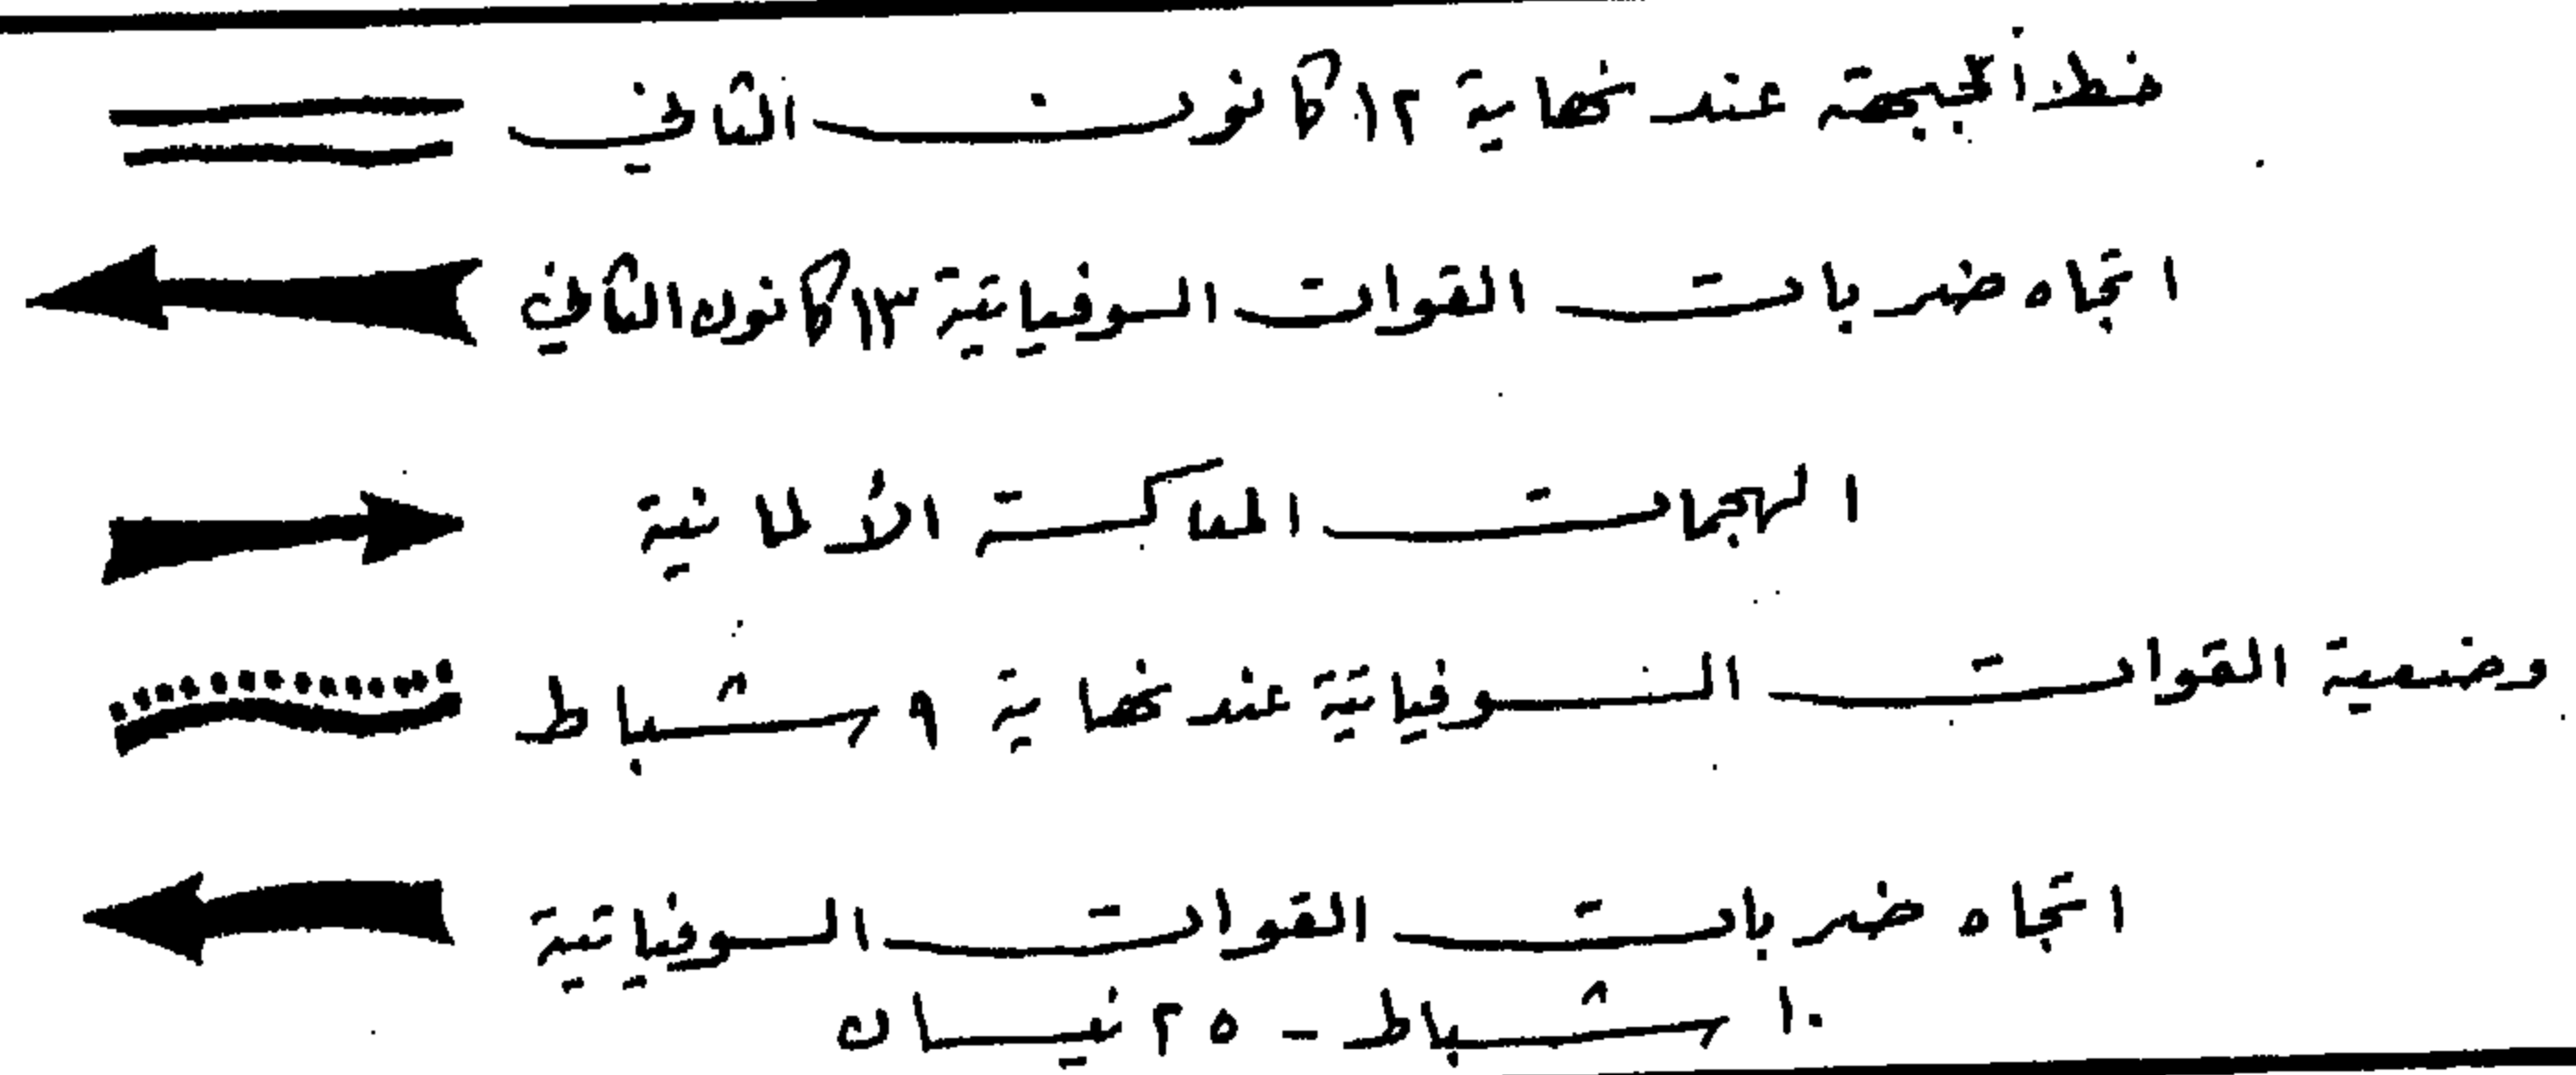 خط الجبهة عند نهاية ١٢ كانون الثاني
اتجاه ضربات القوات السوفياتية ١٣ كانون الثاني
الهجمات المعاكسة الألمانية
وضعية القوات السوفياتية عند نهاية ٩ شباط
اتجاه ضربات القوات السوفياتية
١٠ شباط - ٢٥ نيسان